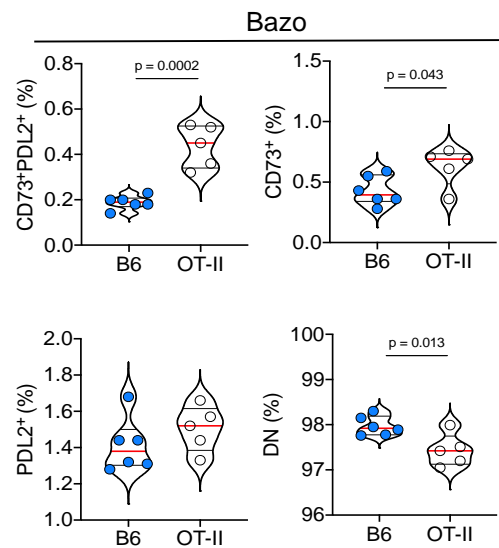 Bazo
p = 0.0002
CD73⁺PDL2⁺ (%)
0.8
0.6
0.4
0.2
0.0
B6 OT-II
p = 0.043
CD73⁺ (%)
1.5
1.0
0.5
0.0
B6 OT-II
PDL2⁺ (%)
2.0
1.8
1.6
1.4
1.2
1.0
B6 OT-II
p = 0.013
DN (%)
100
99
98
97
96
B6 OT-II